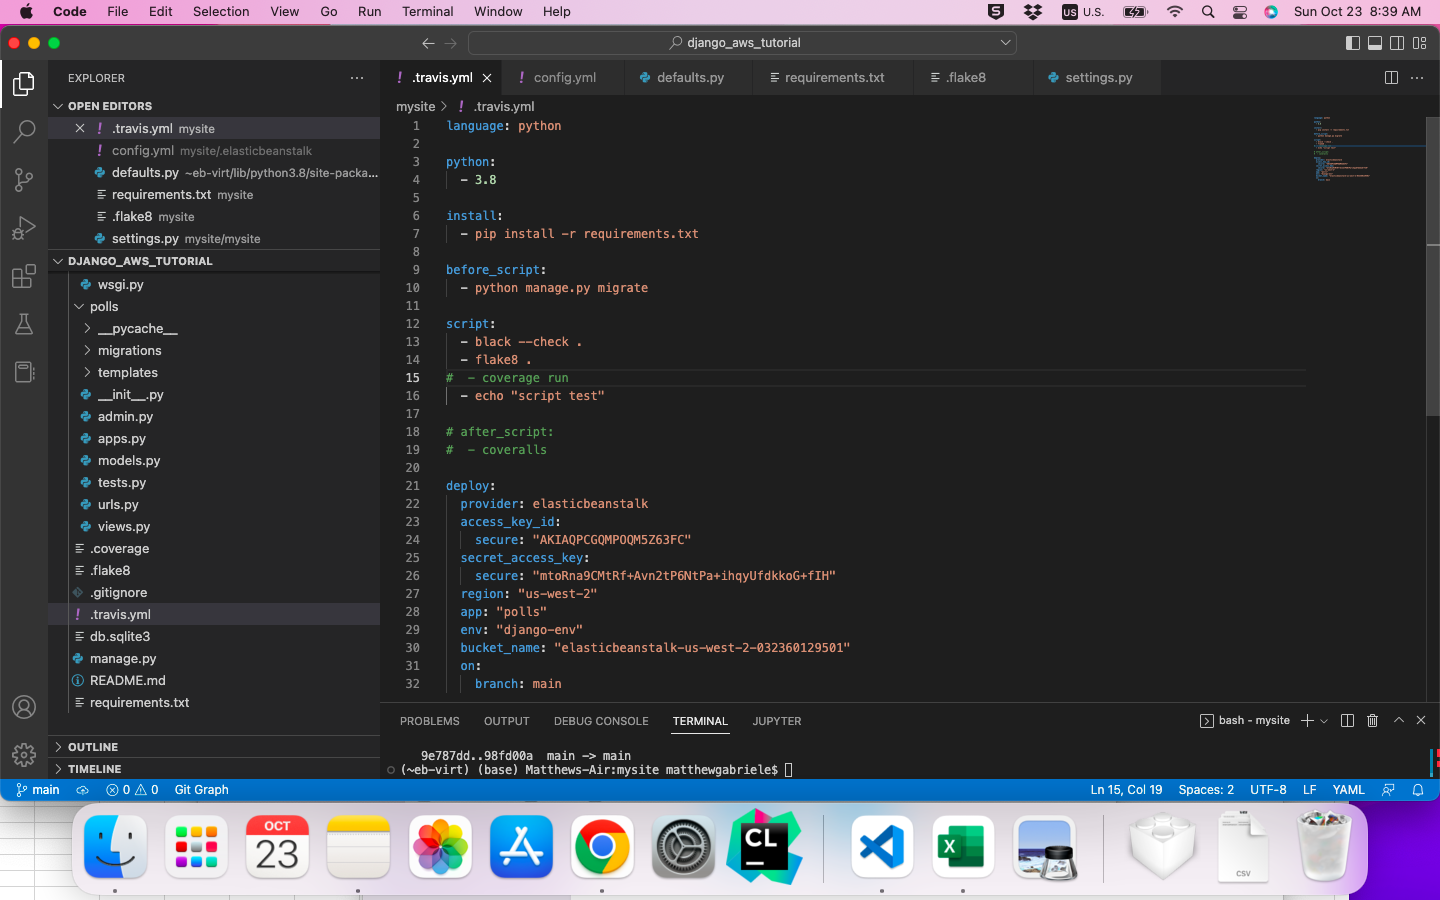 Code File Edit Selection View Go Run Terminal Window Help U.S. Sun Oct 23 8:39 AM
django_aws_tutorial
EXPLORER
OPEN EDITORS
.travis.yml mysite
config.yml mysite/.elasticbeanstalk
defaults.py ~eb-virt/lib/python3.8/site-packa...
requirements.txt mysite
.flake8 mysite
settings.py mysite/mysite
DJANGO_AWS_TUTORIAL
wsgi.py
polls
__pycache__
migrations
templates
__init__.py
admin.py
apps.py
models.py
tests.py
urls.py
views.py
.coverage
.flake8
.gitignore
.travis.yml
db.sqlite3
manage.py
README.md
requirements.txt
OUTLINE
TIMELINE
.travis.yml config.yml defaults.py requirements.txt .flake8 settings.py
mysite > .travis.yml
1 language: python
2
3 python:
4 - 3.8
5
6 install:
7 - pip install -r requirements.txt
8
9 before_script:
10 - python manage.py migrate
11
12 script:
13 - black --check .
14 - flake8 .
15 # - coverage run
16 - echo "script test"
17
18 # after_script:
19 # - coveralls
20
21 deploy:
22 provider: elasticbeanstalk
23 access_key_id:
24 secure: "AKIAQPCGQMPOQM5Z63FC"
25 secret_access_key:
26 secure: "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"
27 region: "us-west-2"
28 app: "polls"
29 env: "django-env"
30 bucket_name: "elasticbeanstalk-us-west-2-032360129501"
31 on:
32 branch: main
PROBLEMS OUTPUT DEBUG CONSOLE TERMINAL JUPYTER bash - mysite
9e787dd..98fd00a main -> main
(~eb-virt) (base) Matthews-Air:mysite matthewgabriele$
main 0 0 Git Graph Ln 15, Col 19 Spaces: 2 UTF-8 LF YAML
OCT
23
CL
X
CSV